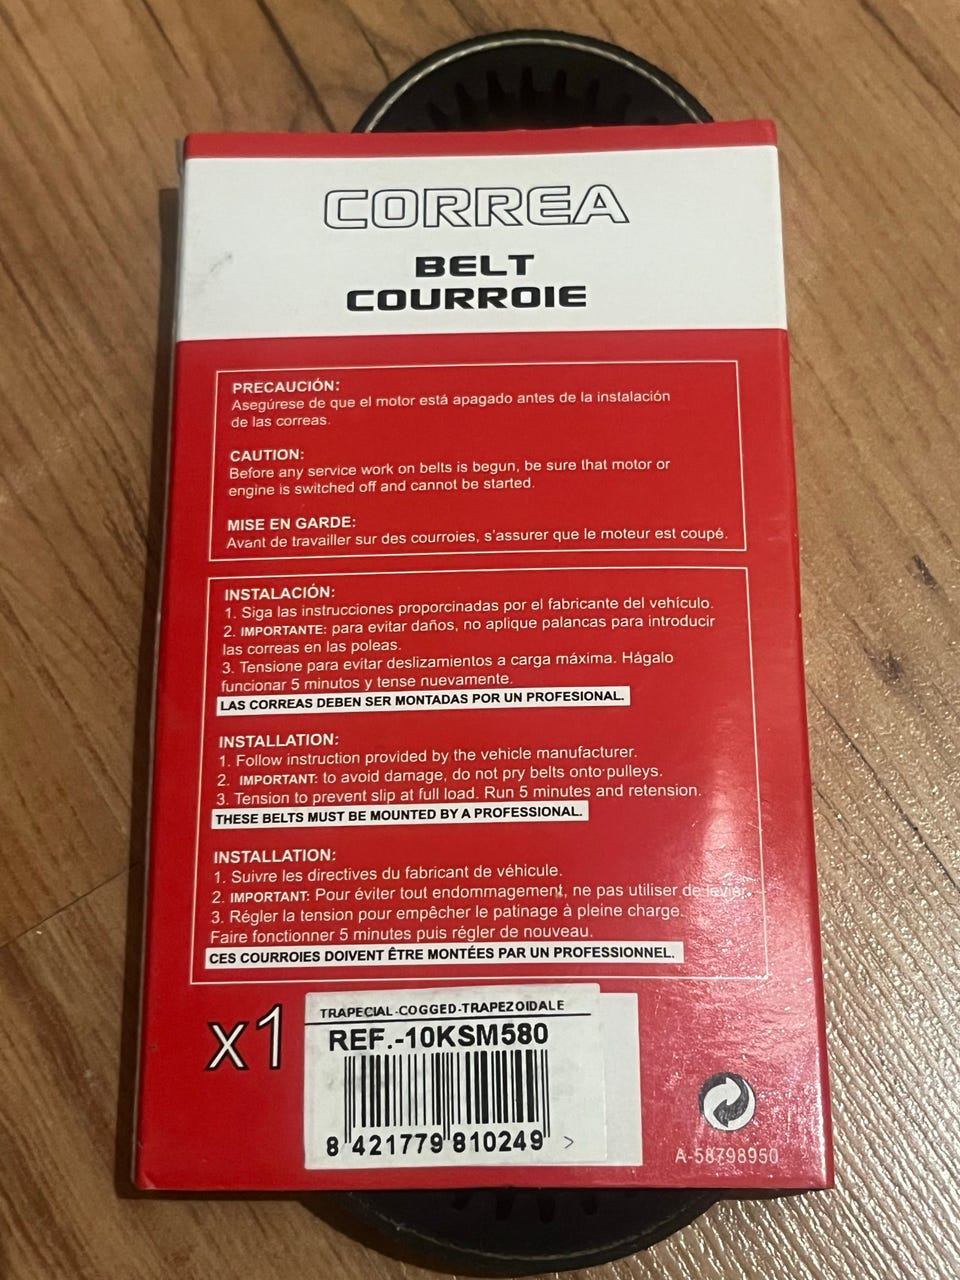 CORREA
BELT
COURROIE
PRECAUCIÓN:
Asegúrese de que el motor está apagado antes de la instalación
de las correas.
CAUTION:
Before any service work on belts is begun, be sure that motor or
engine is switched off and cannot be started.
MISE EN GARDE:
Avant de travailler sur des courroies, s'assurer que le moteur est coupé.
INSTALACIÓN:
1. Siga las instrucciones proporcinadas por el fabricante del vehículo.
2. IMPORTANTE: para evitar daños, no aplique palancas para introducir
las correas en las poleas.
3. Tensione para evitar deslizamientos a carga máxima. Hágalo
funcionar 5 minutos y tense nuevamente.
LAS CORREAS DEBEN SER MONTADAS POR UN PROFESIONAL.
INSTALLATION:
1. Follow instruction provided by the vehicle manufacturer.
2. IMPORTANT: to avoid damage, do not pry belts onto pulleys.
3. Tension to prevent slip at full load. Run 5 minutes and retension.
THESE BELTS MUST BE MOUNTED BY A PROFESSIONAL.
INSTALLATION:
1. Suivre les directives du fabricant de véhicule.
2. IMPORTANT: Pour éviter tout endommagement, ne pas utiliser de levier.
3. Régler la tension pour empêcher le patinage à pleine charge.
Faire fonctionner 5 minutes puis régler de nouveau.
CES COURROIES DOIVENT ÊTRE MONTÉES PAR UN PROFESSIONNEL.
x1
TRAPECIAL-COGGED-TRAPEZOIDALE
REF.-10KSM580
8 421779 810249 >
A-58798950